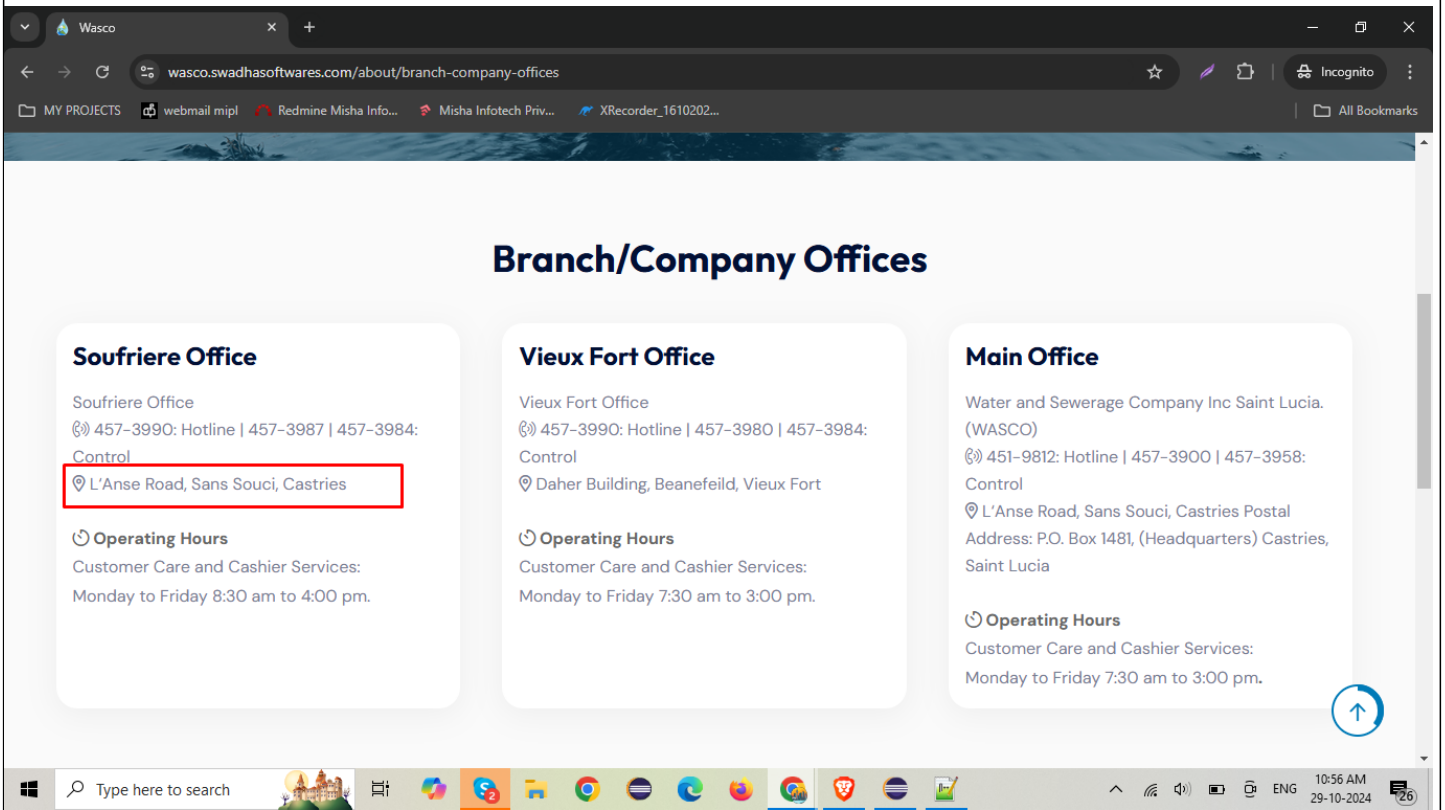 Wasco
wasco.swadhasoftwares.com/about/branch-company-offices
Incognito
MY PROJECTS
webmail mipl
Redmine Misha Info...
Misha Infotech Priv...
XRecorder_1610202...
All Bookmarks
Branch/Company Offices
Soufriere Office
Soufriere Office
457-3990: Hotline | 457-3987 | 457-3984:
Control
L'Anse Road, Sans Souci, Castries
Operating Hours
Customer Care and Cashier Services:
Monday to Friday 8:30 am to 4:00 pm.
Vieux Fort Office
Vieux Fort Office
457-3990: Hotline | 457-3980 | 457-3984:
Control
Daher Building, Beanefeild, Vieux Fort
Operating Hours
Customer Care and Cashier Services:
Monday to Friday 7:30 am to 3:00 pm.
Main Office
Water and Sewerage Company Inc Saint Lucia.
(WASCO)
451-9812: Hotline | 457-3900 | 457-3958:
Control
L'Anse Road, Sans Souci, Castries Postal
Address: P.O. Box 1481, (Headquarters) Castries,
Saint Lucia
Operating Hours
Customer Care and Cashier Services:
Monday to Friday 7:30 am to 3:00 pm.
Type here to search
ENG
10:56 AM
29-10-2024
26